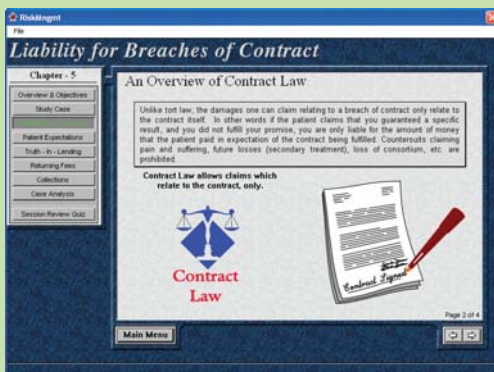 RiskMngmt
File
Liability for Breaches of Contract
Chapter - 5
Overview & Objectives
Study Case
Patient Expectations
Truth - in - Lending
Returning Fees
Collections
Case Analysis
Session Review Quiz
An Overview of Contract Law
Unlike tort law, the damages one can claim relating to a breach of contract only relate to
the contract itself. In other words if the patient claims that you guaranteed a specific
result, and you did not fulfill your promise, you are only liable for the amount of money
that the patient paid in expectation of the contract being fulfilled. Countersuits claiming
pain and suffering, future losses (secondary treatment), loss of consortium, etc. are
prohibited.
Contract Law allows claims which
relate to the contract, only.
Contract
Law
Contract Signed
Page 2 of 4
Main Menu